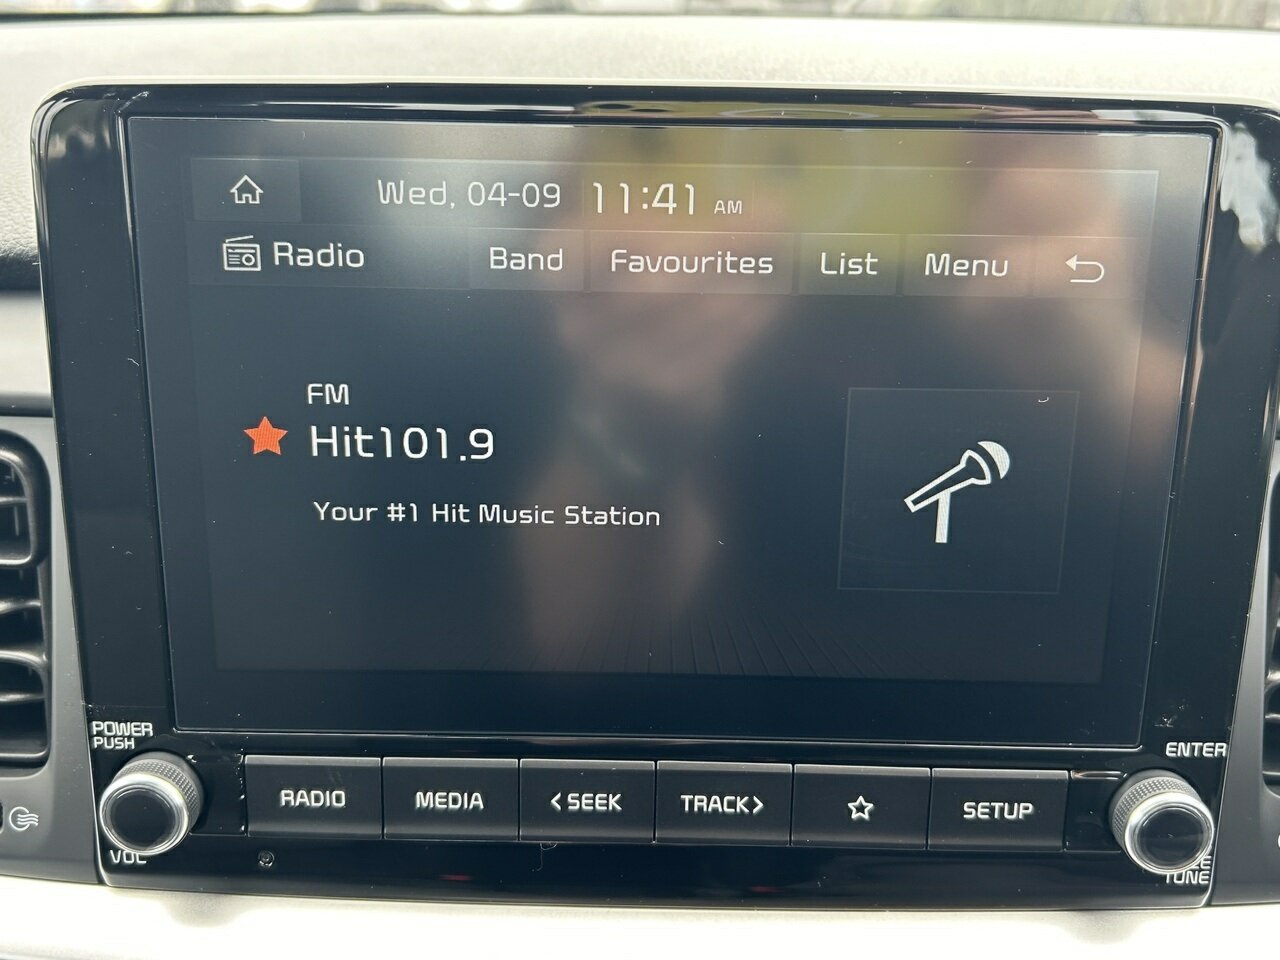 Wed, 04-09 11:41 AM
Radio Band Favourites List Menu
FM
Hit101.9
Your #1 Hit Music Station
POWER
PUSH
VOL
RADIO MEDIA <SEEK TRACK> SETUP
ENTER
TUNE